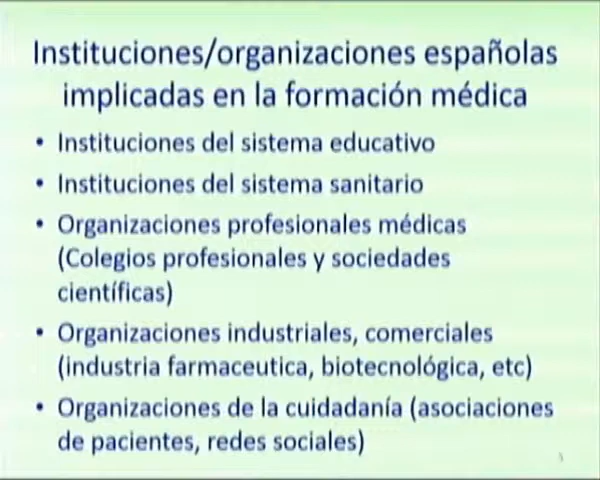 Instituciones/organizaciones españolas
implicadas en la formación médica
• Instituciones del sistema educativo
• Instituciones del sistema sanitario
• Organizaciones profesionales médicas
(Colegios profesionales y sociedades
científicas)
• Organizaciones industriales, comerciales
(industria farmaceutica, biotecnológica, etc)
• Organizaciones de la cuidadanía (asociaciones
de pacientes, redes sociales)